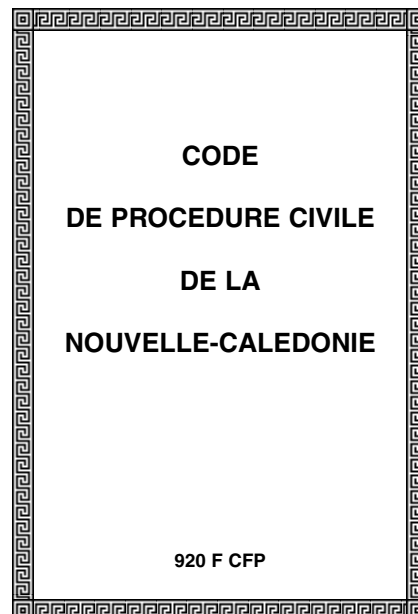 CODE
DE PROCEDURE CIVILE
DE LA
NOUVELLE-CALEDONIE
920 F CFP